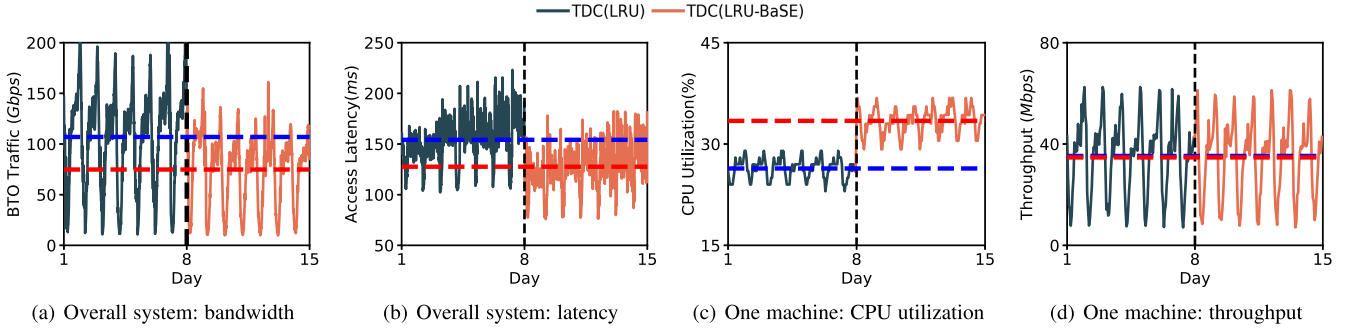 TDC(LRU) TDC(LRU-BaSE)
BTO Traffic (Gbps)
200
150
100
50
0
1 8 15
Day
(a) Overall system: bandwidth
Access Latency(ms)
250
200
150
100
50
1 8 15
Day
(b) Overall system: latency
CPU Utilization(%)
45
30
15
1 8 15
Day
(c) One machine: CPU utilization
Throughput (Mbps)
80
40
0
1 8 15
Day
(d) One machine: throughput